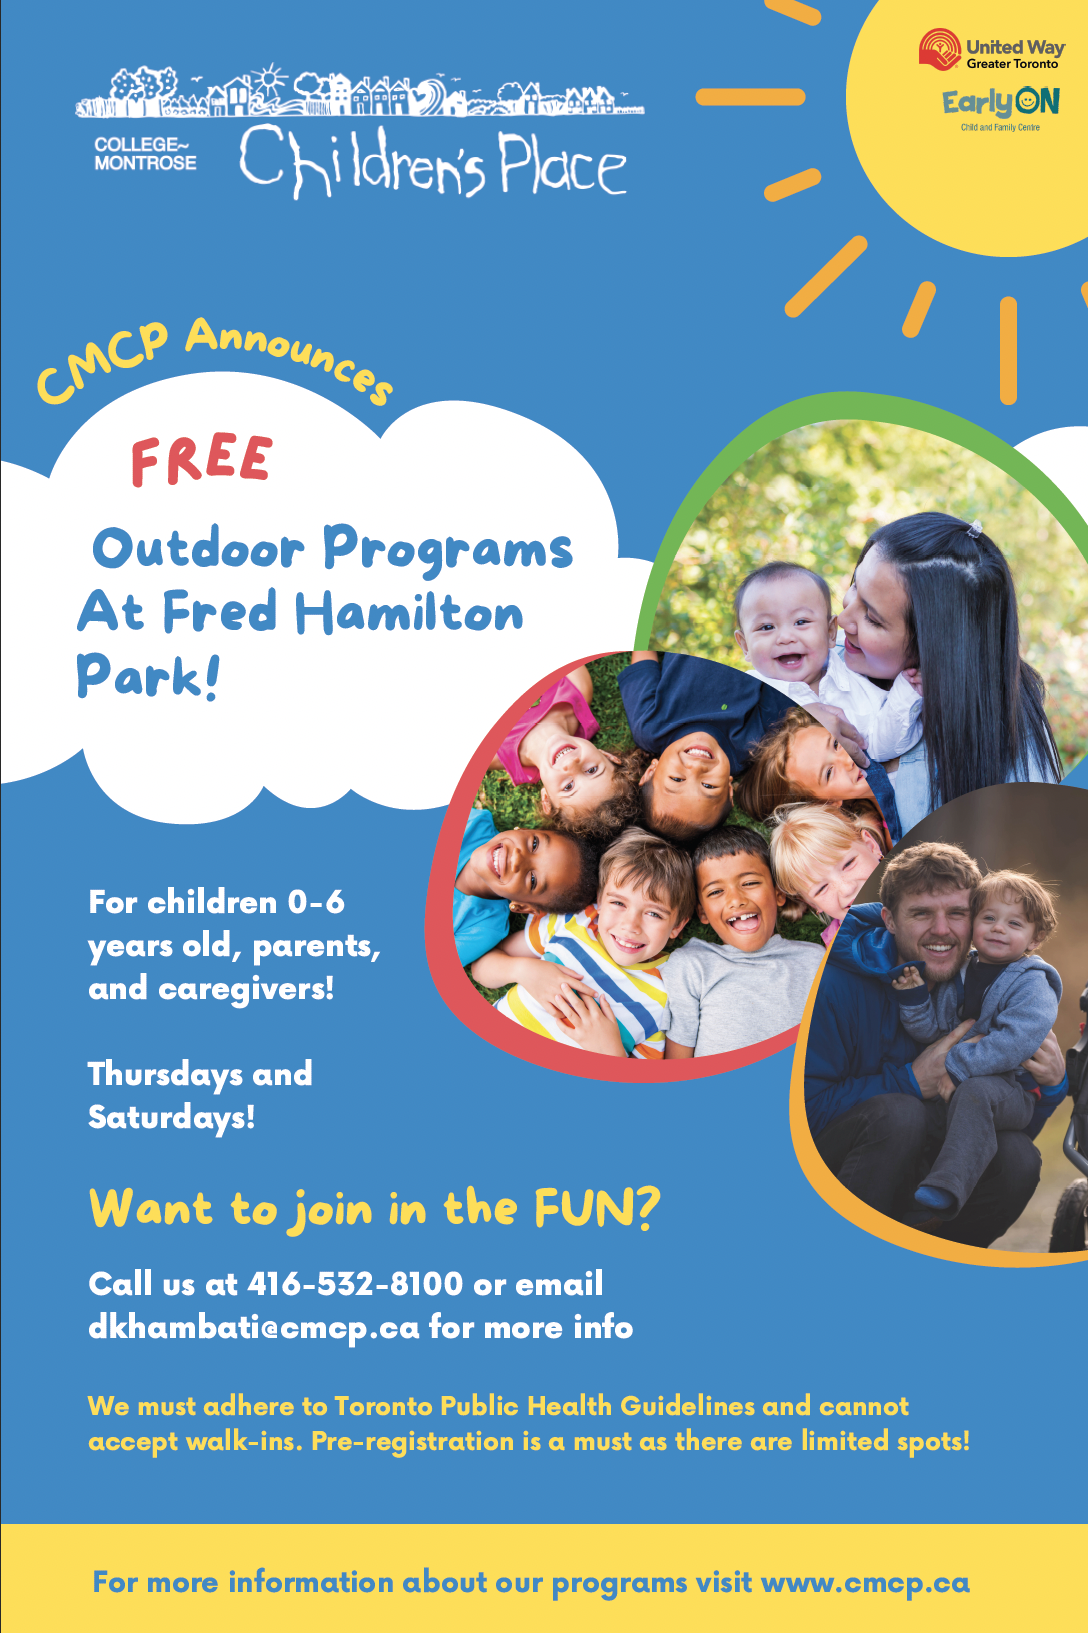 United Way
Greater Toronto
EarlyON
Child and Family Centre
COLLEGE~
MONTROSE
Children's Place
CMCP Announces
FREE
Outdoor Programs
At Fred Hamilton
Park!
For children 0-6
years old, parents,
and caregivers!
Thursdays and
Saturdays!
Want to join in the FUN?
Call us at 416-532-8100 or email
dkhambati@cmcp.ca for more info
We must adhere to Toronto Public Health Guidelines and cannot
accept walk-ins. Pre-registration is a must as there are limited spots!
For more information about our programs visit www.cmcp.ca